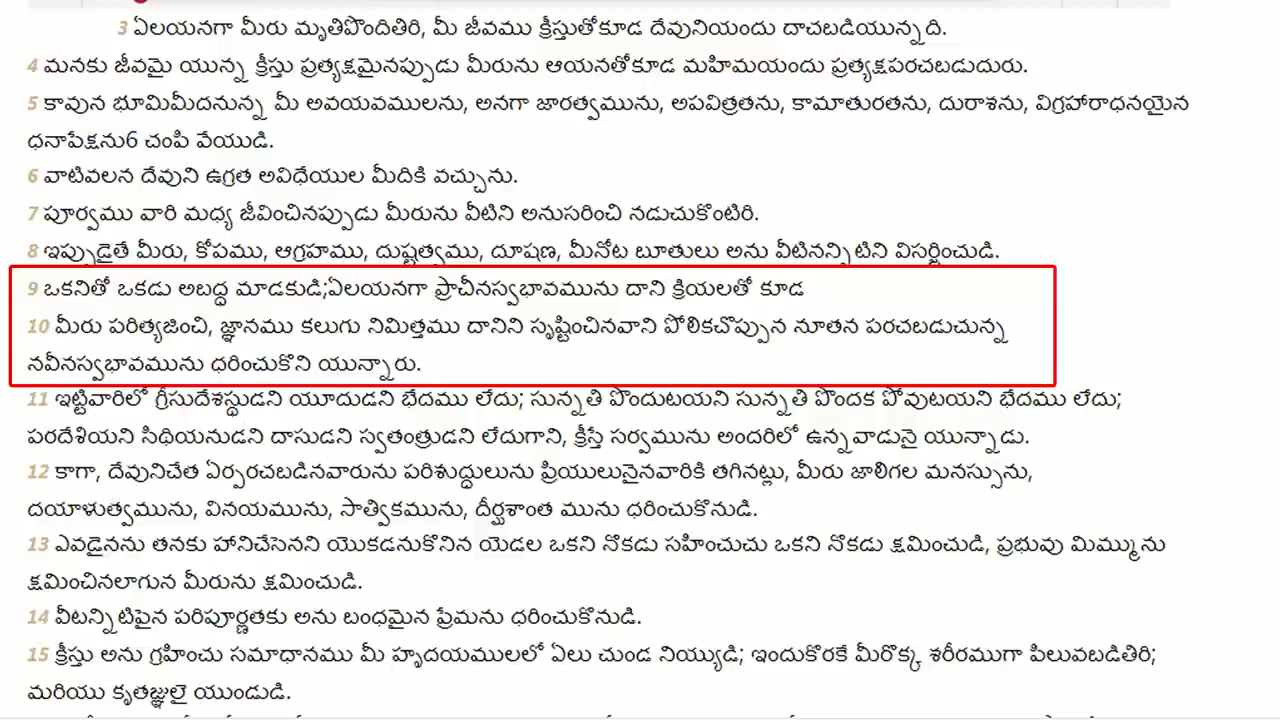 3 ఏలయనగా మీరు మృతిపొందితిరి, మీ జీవము క్రీస్తుతోకూడ దేవునియందు దాచబడియున్నది.
4 మనకు జీవమై యున్న క్రీస్తు ప్రత్యక్షమైనప్పుడు మీరును ఆయనతోకూడ మహిమయందు ప్రత్యక్షపరచబడుదురు.
5 కావున భూమిమీదనున్న మీ అవయవములను, అనగా జారత్వమును, అపవిత్రతను, కామాతురతను, దురాశను, విగ్రహారాధనయైన
ధనాపేక్షను6 చంపి వేయుడి.
6 వాటివలన దేవుని ఉగ్రత అవిధేయుల మీదికి వచ్చును.
7 పూర్వము వారి మధ్య జీవించినప్పుడు మీరును వీటిని అనుసరించి నడుచుకొంటిరి.
8 ఇప్పుడైతే మీరు, కోపము, ఆగ్రహము, దుష్టత్వము, దూషణ, మీనోట బూతులు అను వీటినన్నిటిని విసర్జించుడి.
9 ఒకనితో ఒకడు అబద్ధ మాడకుడి;ఏలయనగా ప్రాచీనస్వభావమును దాని క్రియలతో కూడ
10 మీరు పరిత్యజించి, జ్ఞానము కలుగు నిమిత్తము దానిని సృష్టించినవాని పోలికచొప్పున నూతన పరచబడుచున్న
నవీనస్వభావమును ధరించుకొని యున్నారు.
11 ఇట్టివారిలో గ్రీసుదేశస్థుడని యూదుడని భేదము లేదు; సున్నతి పొందుటయని సున్నతి పొందక పోవుటయని భేదము లేదు;
పరదేశియని సిథియనుడని దాసుడని స్వతంత్రుడని లేదుగాని, క్రీస్తే సర్వమును అందరిలో ఉన్నవాడునై యున్నాడు.
12 కాగా, దేవునిచేత ఏర్పరచబడినవారును పరిశుద్ధులును ప్రియులునైనవారికి తగినట్లు, మీరు జాలిగల మనస్సును,
దయాళుత్వమును, వినయమును, సాత్వికమును, దీర్ఘశాంత మును ధరించుకొనుడి.
13 ఎవడైనను తనకు హానిచేసెనని యొకడనుకొనిన యెడల ఒకని నొకడు సహించుచు ఒకని నొకడు క్షమించుడి, ప్రభువు మిమ్మును
క్షమించినలాగున మీరును క్షమించుడి.
14 వీటన్నిటిపైన పరిపూర్ణతకు అను బంధమైన ప్రేమను ధరించుకొనుడి.
15 క్రీస్తు అను గ్రహించు సమాధానము మీ హృదయములలో ఏలు చుండ నియ్యుడి; ఇందుకొరకే మీరొక్క శరీరముగా పిలువబడితిరి;
మరియు కృతజ్ఞులై యుండుడి.